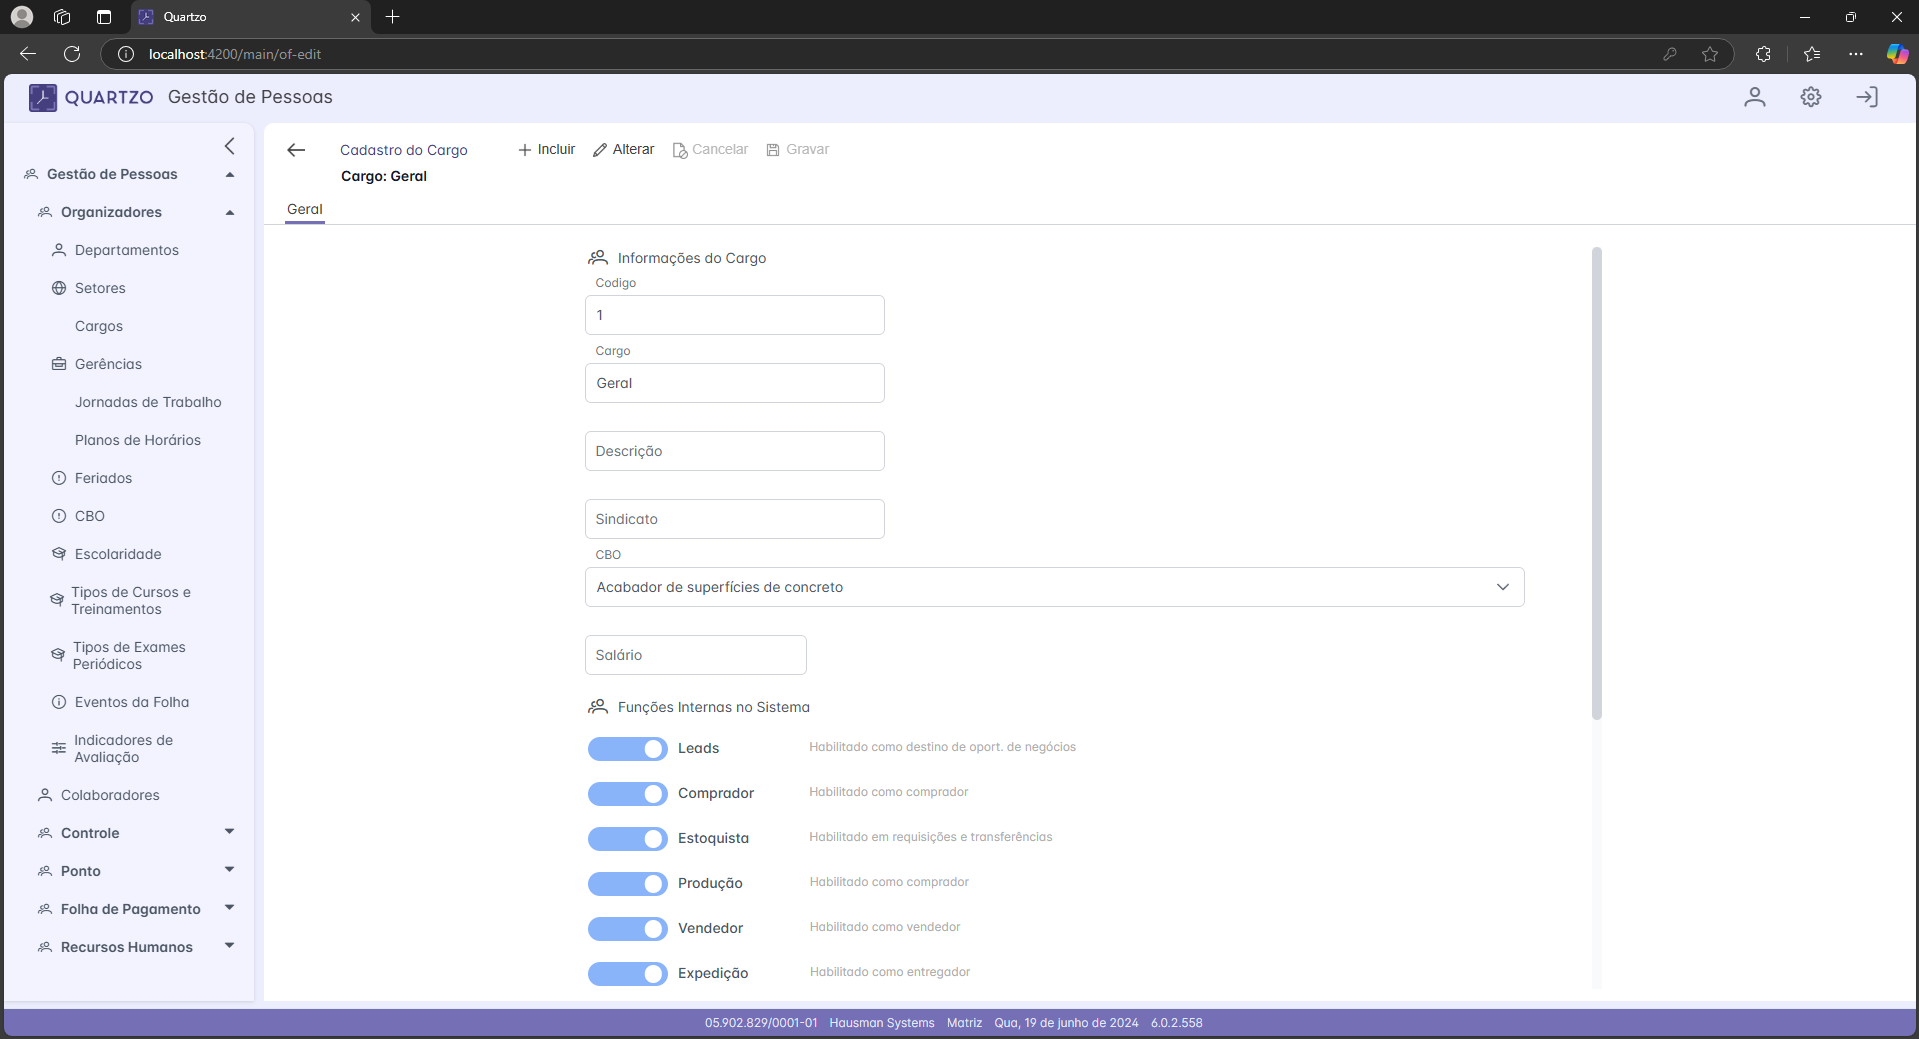 Quartzo
localhost:4200/main/of-edit
QUARTZO Gestão de Pessoas
Gestão de Pessoas
Organizadores
Departamentos
Setores
Cargos
Gerências
Jornadas de Trabalho
Planos de Horários
Feriados
CBO
Escolaridade
Tipos de Cursos e
Treinamentos
Tipos de Exames
Periódicos
Eventos da Folha
Indicadores de
Avaliação
Colaboradores
Controle
Ponto
Folha de Pagamento
Recursos Humanos
Cadastro do Cargo Incluir Alterar Cancelar Gravar
Cargo: Geral
Geral
Informações do Cargo
Codigo
1
Cargo
Geral
Descrição
Sindicato
CBO
Acabador de superfícies de concreto
Salário
Funções Internas no Sistema
Leads Habilitado como destino de oport. de negócios
Comprador Habilitado como comprador
Estoquista Habilitado em requisições e transferências
Produção Habilitado como comprador
Vendedor Habilitado como vendedor
Expedição Habilitado como entregador
05.902.829/0001-01 Hausman Systems Matriz Qua, 19 de junho de 2024 6.0.2.558